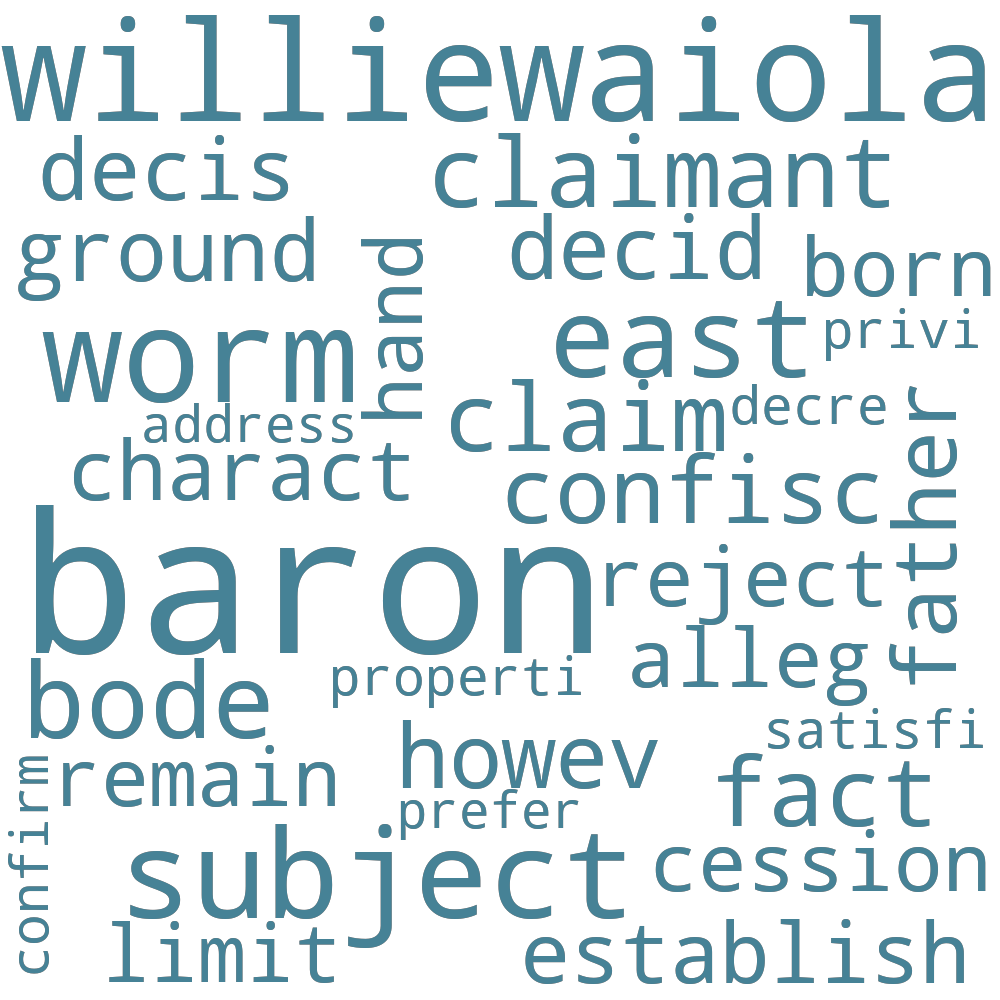 williewaiola
decis
claimant
ground
hand
decid
born
worm
east
privi
address
claim
decre
charact
confisc
father
baron
reject
bode
properti
alleg
satisfi
howev
remain
confirm
prefer
fact
subject
cession
limit
establish